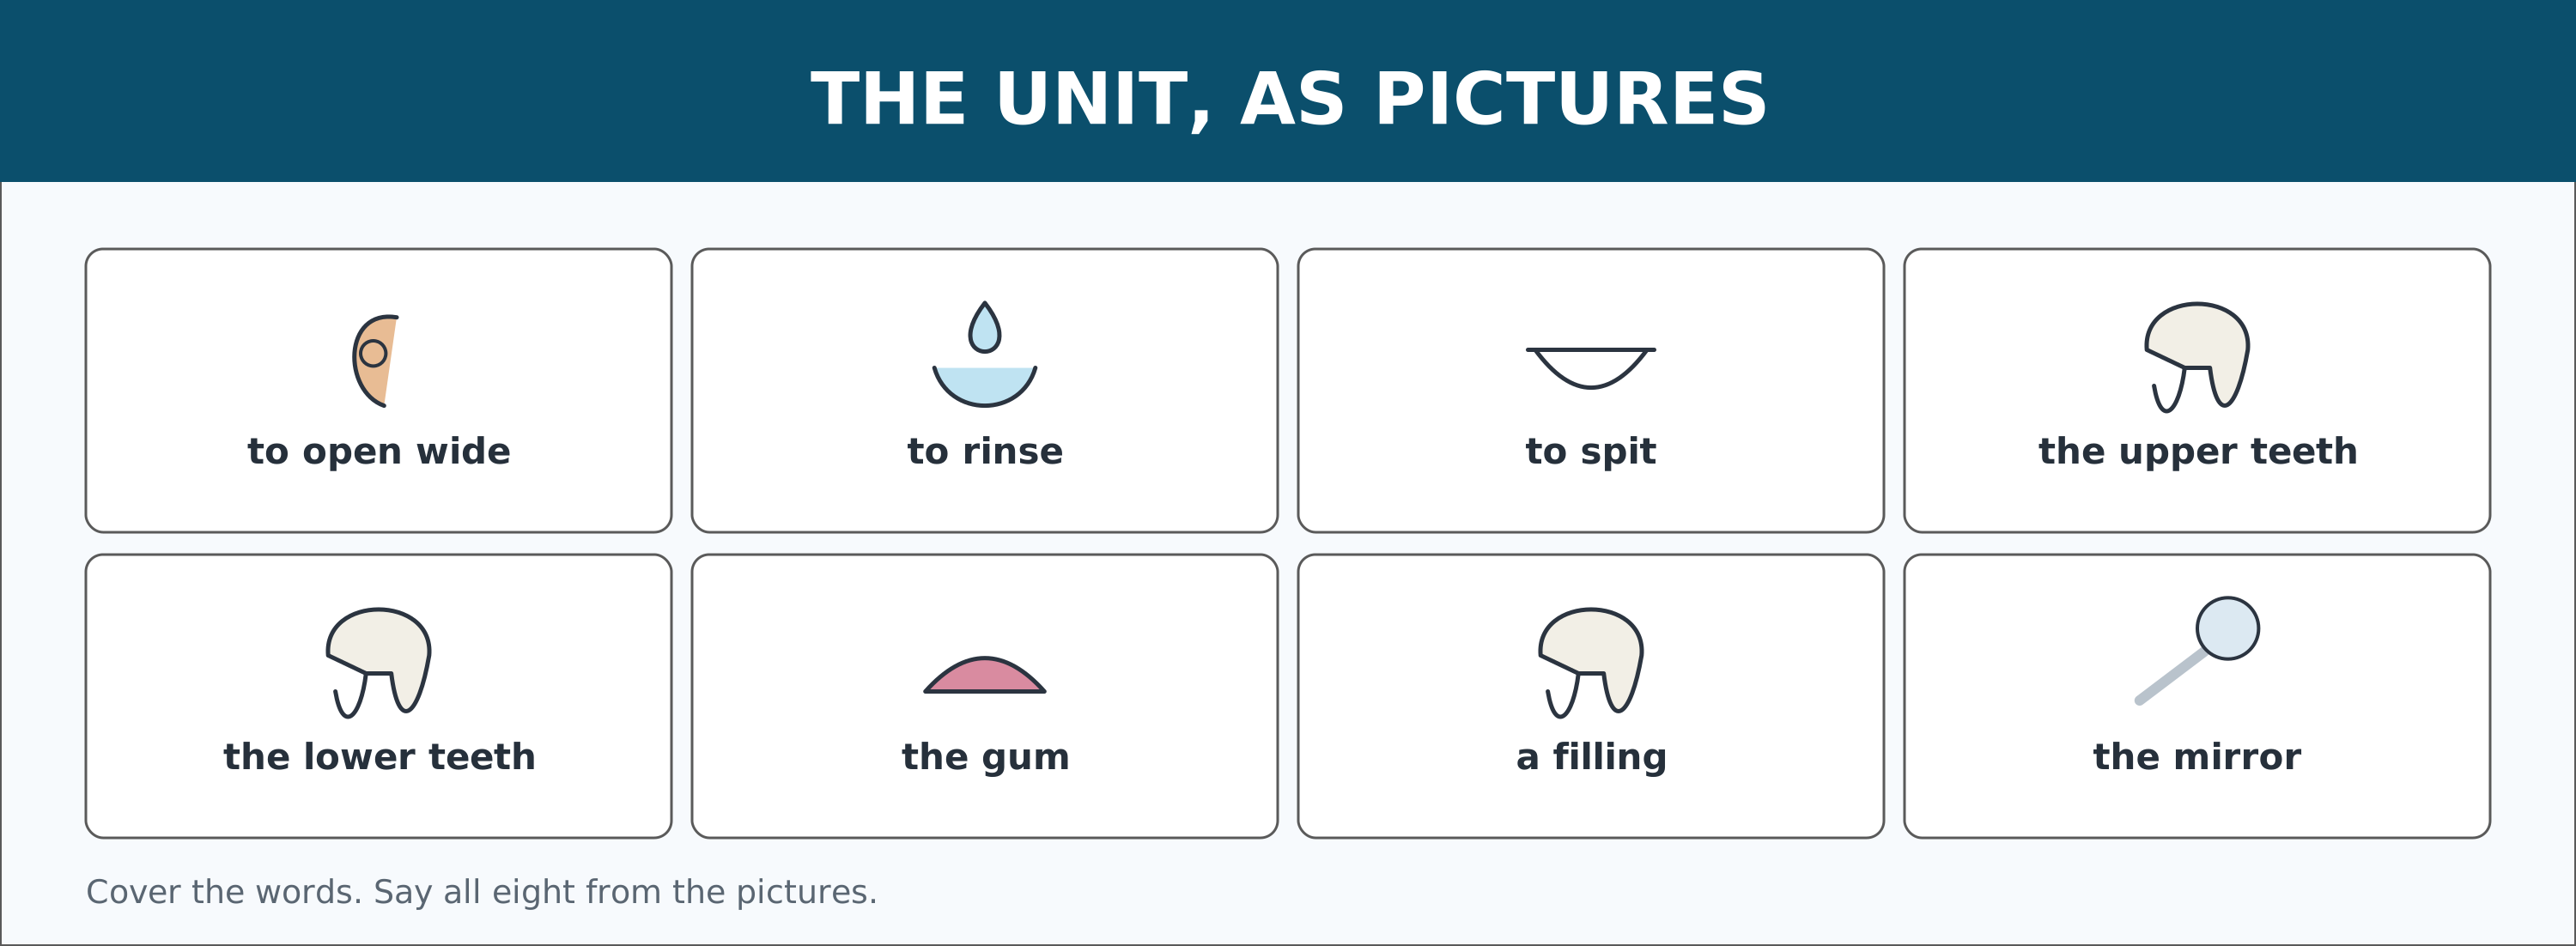 THE UNIT, AS PICTURES
to open wide
to rinse
to spit
the upper teeth
the lower teeth
the gum
a filling
the mirror
Cover the words. Say all eight from the pictures.